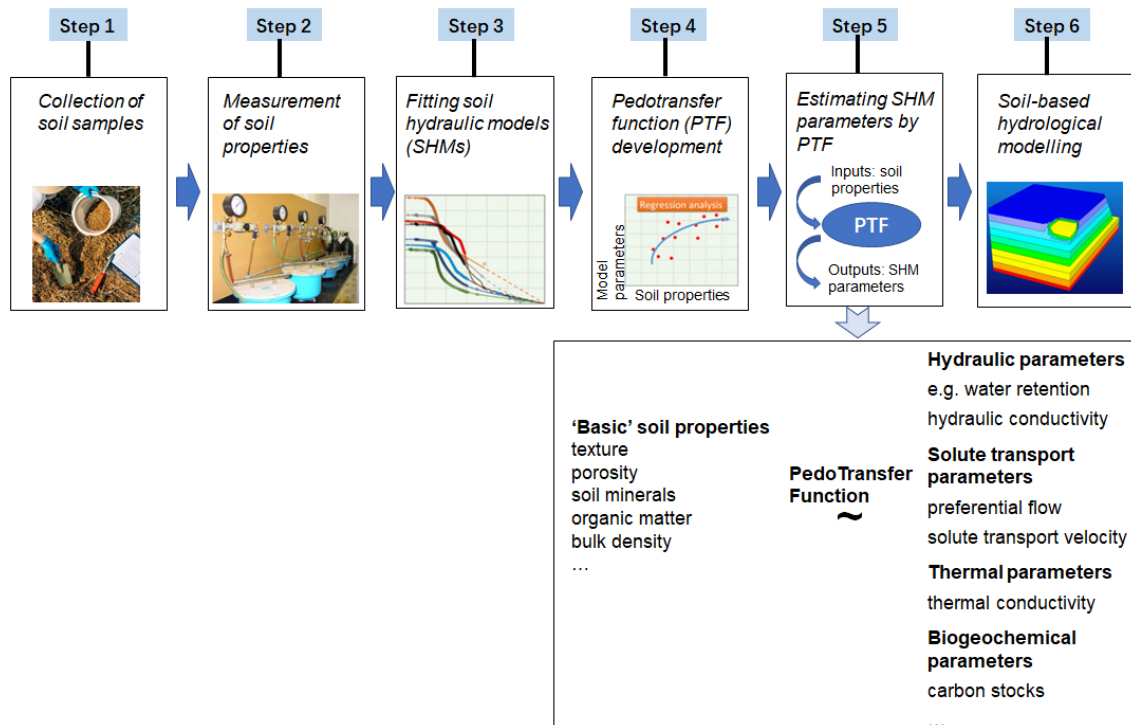 Step 1
Step 2
Step 3
Step 4
Step 5
Step 6
Collection of
soil samples
Measurement
of soil
properties
Fitting soil
hydraulic models
(SHMs)
Pedotransfer
function (PTF)
development
Regression analysis
Model
parameters
Soil properties
Estimating SHM
parameters by
PTF
Inputs: soil
properties
PTF
Outputs: SHM
parameters
Soil-based
hydrological
modelling
‘Basic’ soil properties
texture
porosity
soil minerals
organic matter
bulk density
...
PedoTransfer
Function
~
Hydraulic parameters
e.g. water retention
hydraulic conductivity
Solute transport
parameters
preferential flow
solute transport velocity
Thermal parameters
thermal conductivity
Biogeochemical
parameters
carbon stocks
...